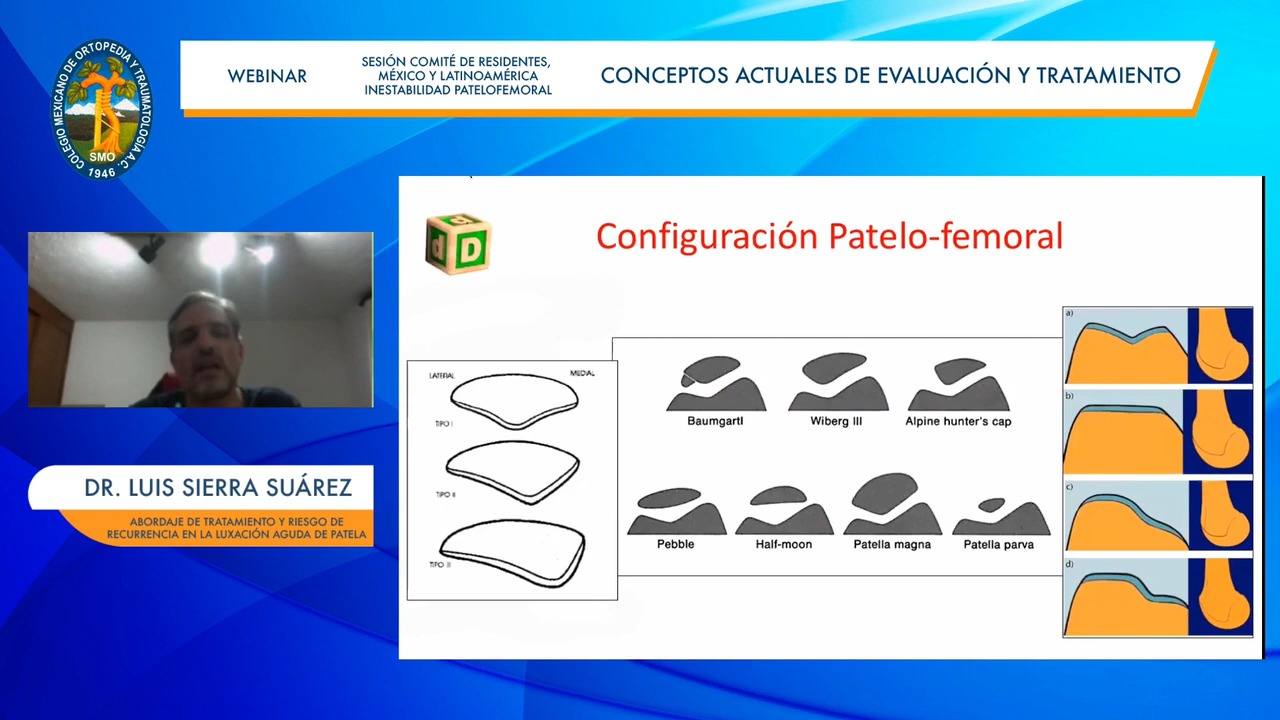 COLEGIO MEXICANO DE ORTOPEDIA Y TRAUMATOLOGIA A.C.
SMO
1946
WEBINAR
SESIÓN COMITÉ DE RESIDENTES,
MÉXICO Y LATINOAMÉRICA
INESTABILIDAD PATELOFEMORAL
CONCEPTOS ACTUALES DE EVALUACIÓN Y TRATAMIENTO
d
d
D
Configuración Patelo-femoral
LATERAL
MEDIAL
TIPO I
TIPO II
TIPO III
Baumgartl
Wiberg III
Alpine hunter's cap
Pebble
Half-moon
Patella magna
Patella parva
a)
b)
c)
d)
DR. LUIS SIERRA SUÁREZ
ABORDAJE DE TRATAMIENTO Y RIESGO DE
RECURRENCIA EN LA LUXACIÓN AGUDA DE PATELA